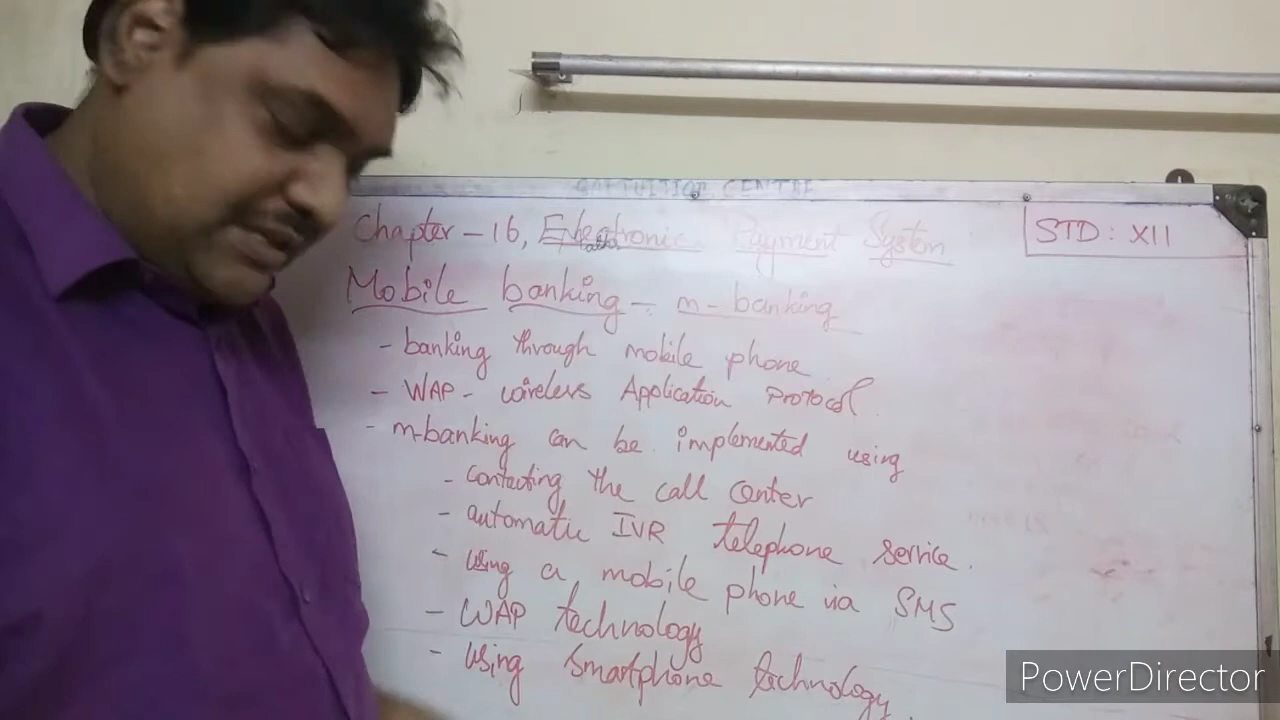 Chapter - 16, Electronic Payment System
STD : XII
Mobile banking - m-banking
- banking through mobile phone
- WAP - Wireless Application Protocol
- m-banking can be implemented using
- contacting the call center
- automatic IVR telephone service.
- using a mobile phone via SMS
- WAP technology
- using smartphone technology.
PowerDirector